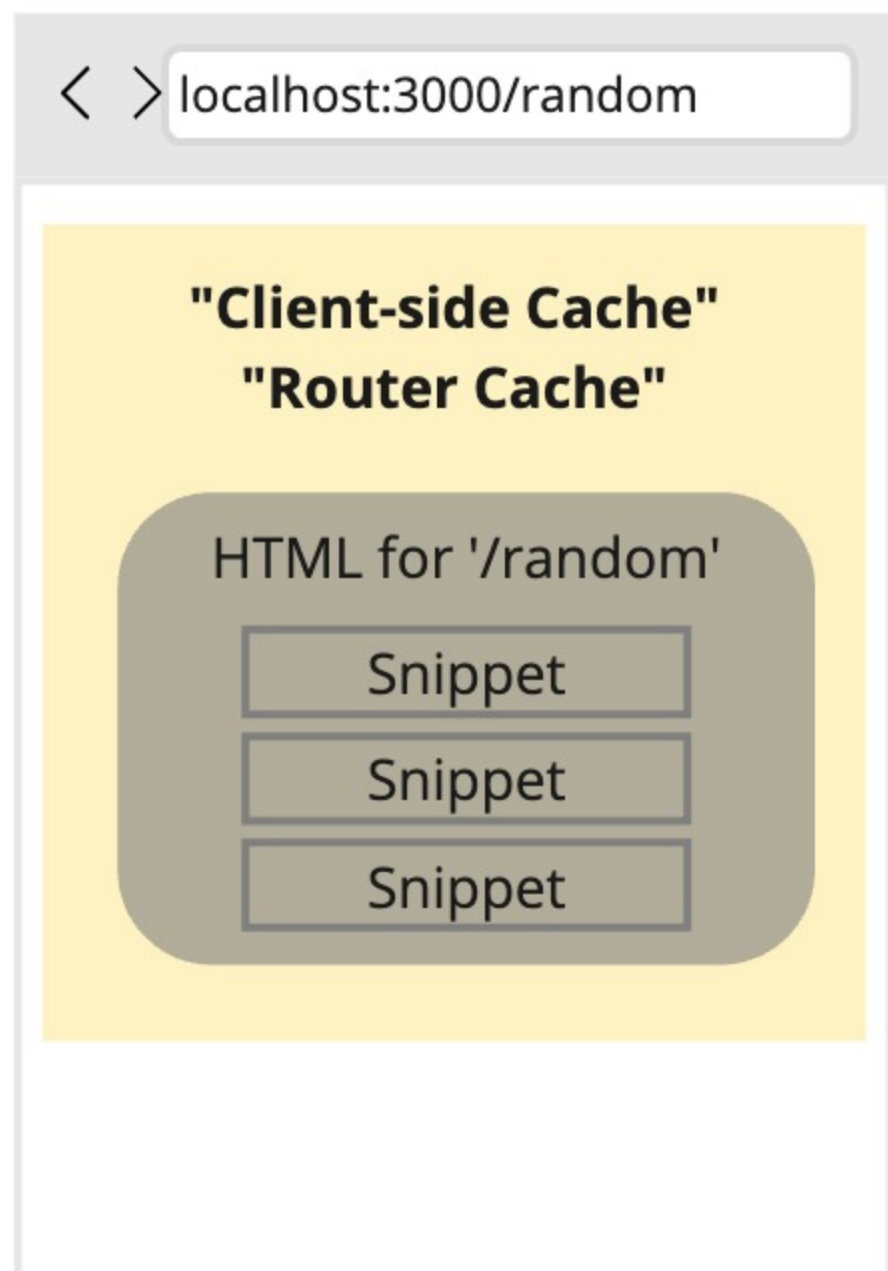 localhost:3000/random
"Client-side Cache"
"Router Cache"
HTML for '/random'
Snippet
Snippet
Snippet